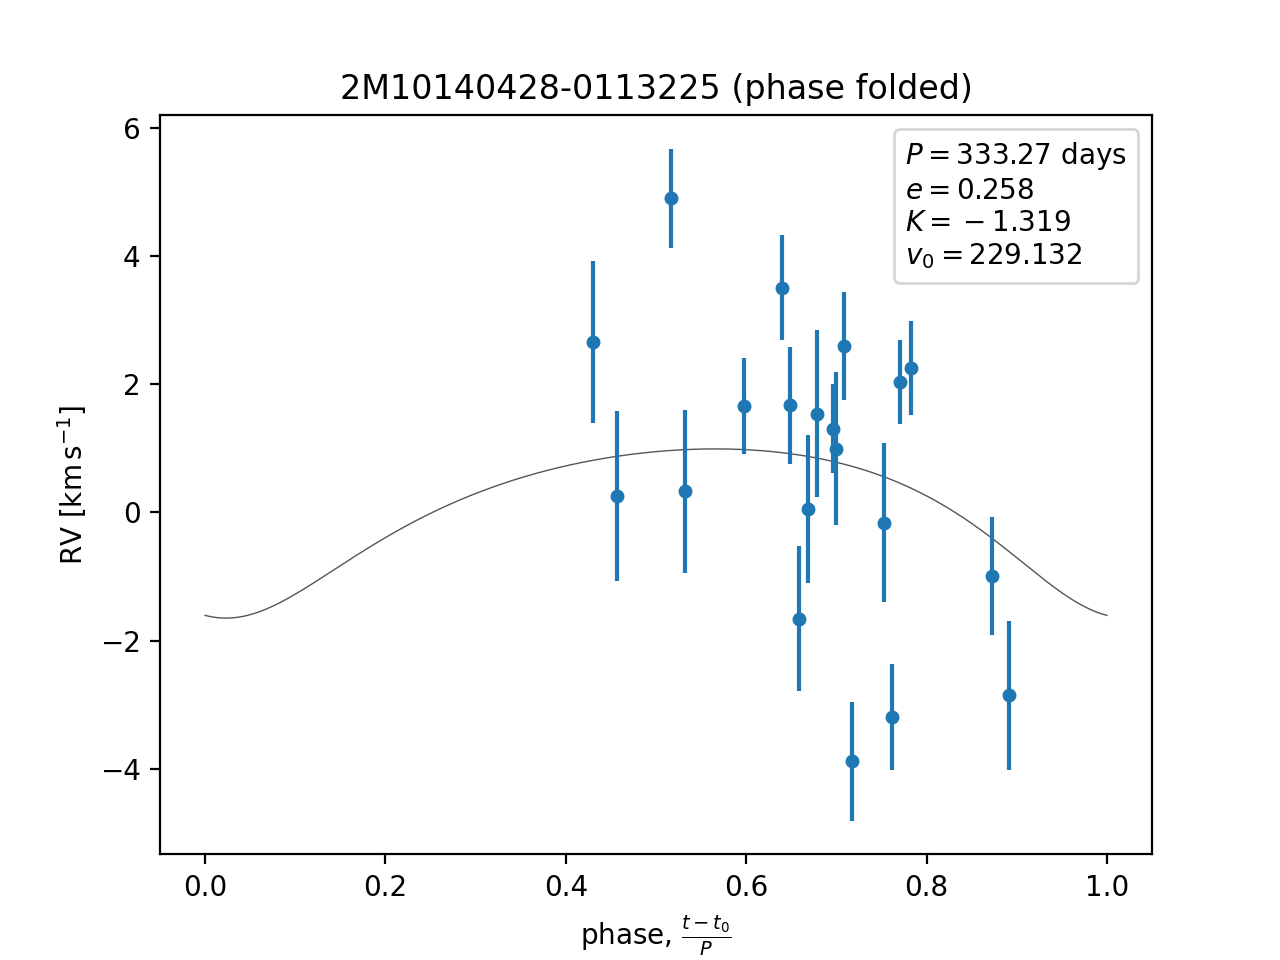 2M10140428-0113225 (phase folded)
P = 333.27 days
e = 0.258
K = −1.319
v₀ = 229.132
RV [km s⁻¹]
6
4
2
0
−2
−4
0.0 0.2 0.4 0.6 0.8 1.0
phase, (t − t₀)/P